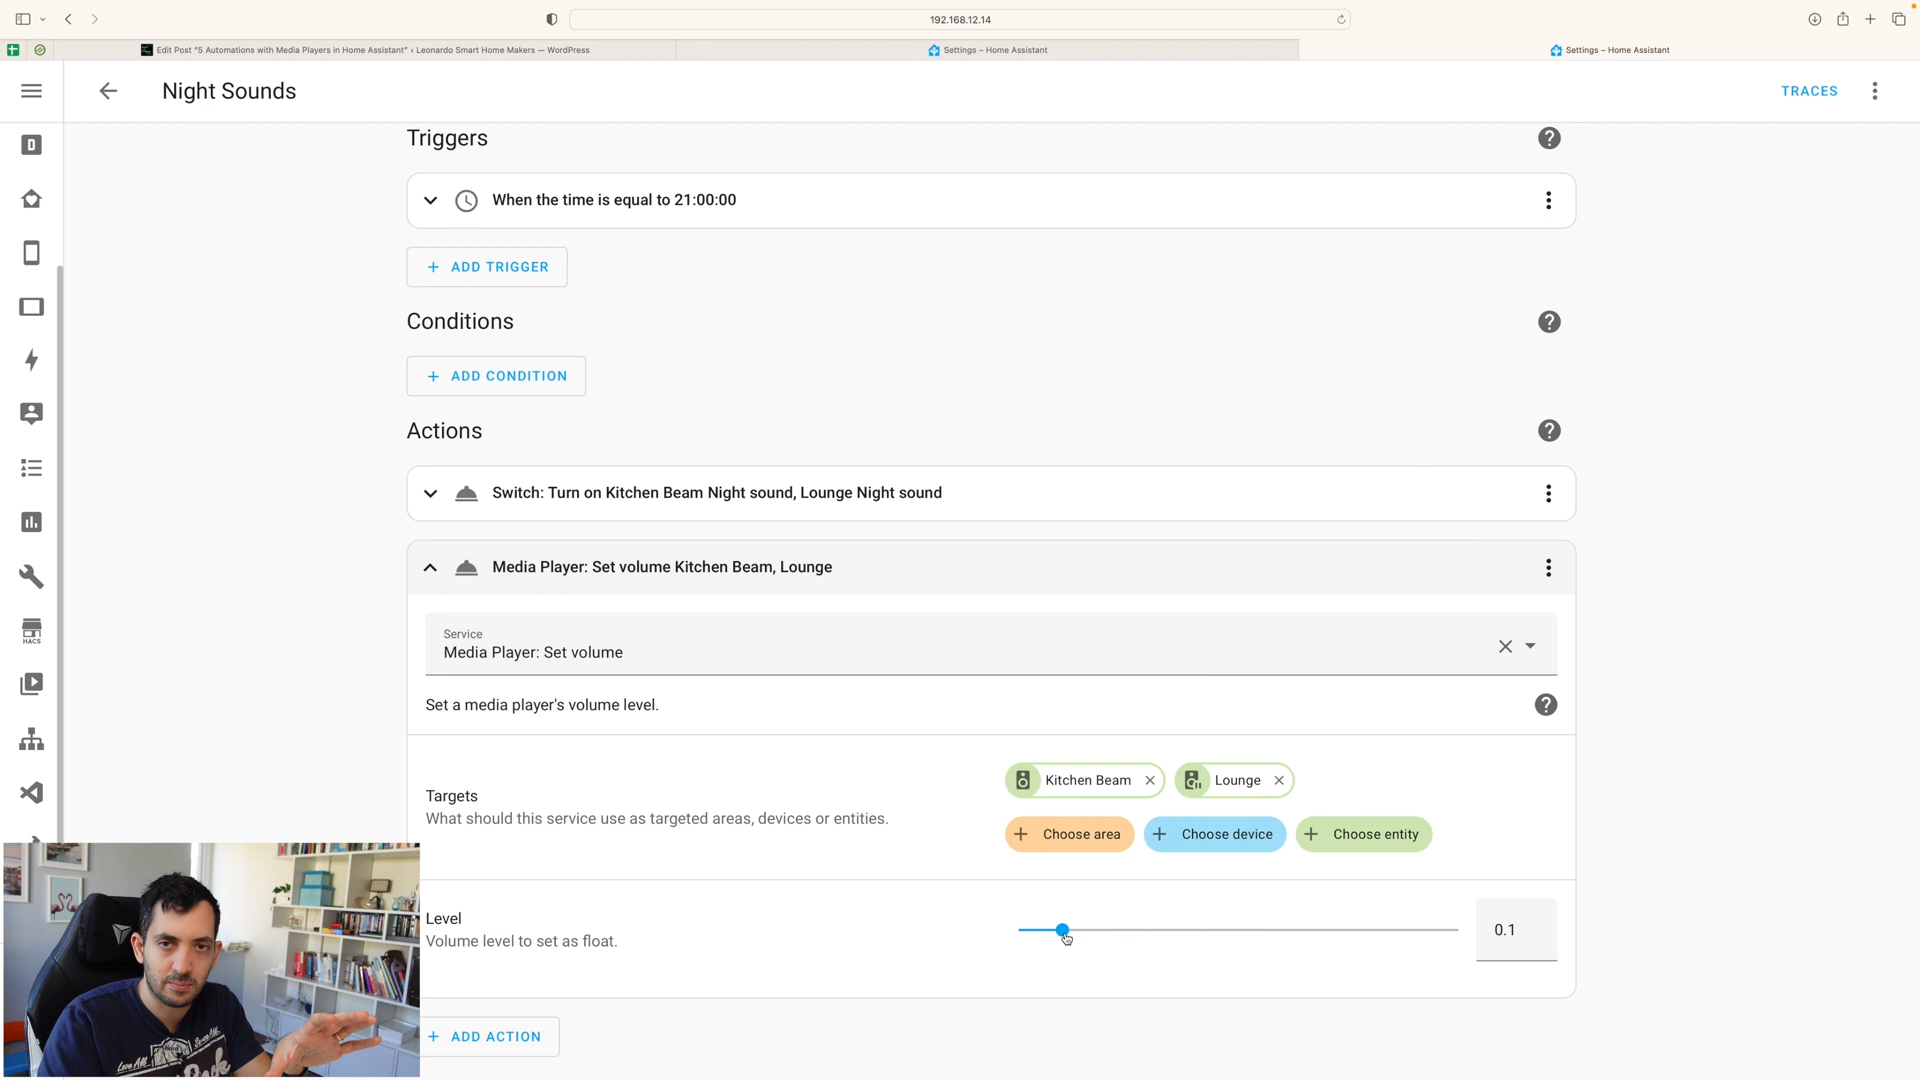 192.168.12.14
Edit Post "5 Automations with Media Players in Home Assistant" ‹ Leonardo Smart Home Makers — WordPress
Settings – Home Assistant
Settings – Home Assistant
Night Sounds
TRACES
Triggers
When the time is equal to 21:00:00
+ ADD TRIGGER
Conditions
+ ADD CONDITION
Actions
Switch: Turn on Kitchen Beam Night sound, Lounge Night sound
Media Player: Set volume Kitchen Beam, Lounge
Service
Media Player: Set volume
Set a media player's volume level.
Targets
What should this service use as targeted areas, devices or entities.
Kitchen Beam
Lounge
+ Choose area
+ Choose device
+ Choose entity
Level
Volume level to set as float.
0.1
+ ADD ACTION
D
HACS